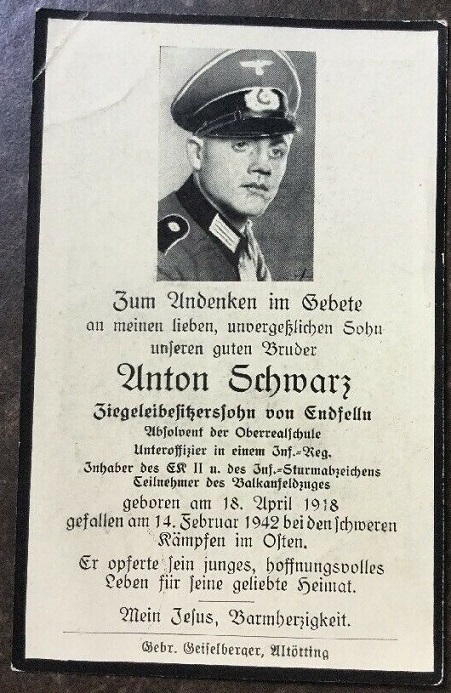 Zum Andenken im Gebete
an meinen lieben, unvergeßlichen Sohn
unseren guten Bruder
Anton Schwarz
Ziegeleibesitzerssohn von Endfelln
Absolvent der Oberrealschule
Unteroffizier in einem Inf.-Reg.
Inhaber des EK II u. des Inf.-Sturmabzeichens
Teilnehmer des Balkanfeldzuges
geboren am 18. April 1918
gefallen am 14. Februar 1942 bei den schweren
Kämpfen im Osten.
Er opferte sein junges, hoffnungsvolles
Leben für seine geliebte Heimat.
Mein Jesus, Barmherzigkeit.
Gebr. Geiselberger, Altötting